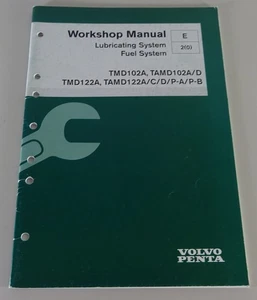 Workshop Manual
Lubricating System
Fuel System
E
2(0)
TMD102A, TAMD102A/D
TMD122A, TAMD122A/C/D/P-A/P-B
VOLVO
PENTA